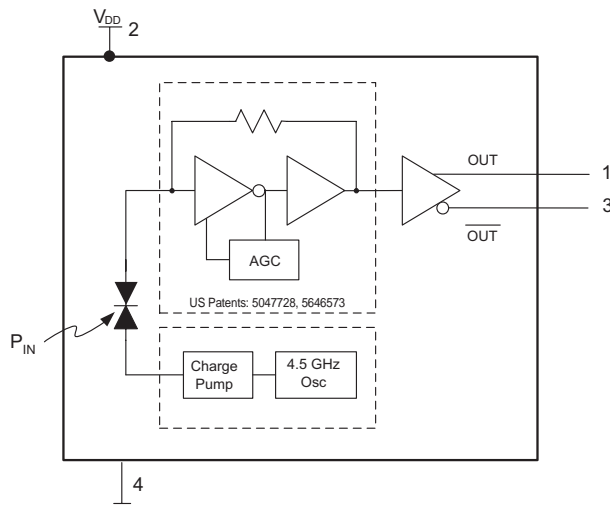 VDD
2
OUT
1
3
OUT
AGC
US Patents: 5047728, 5646573
PIN
Charge
Pump
4.5 GHz
Osc
4